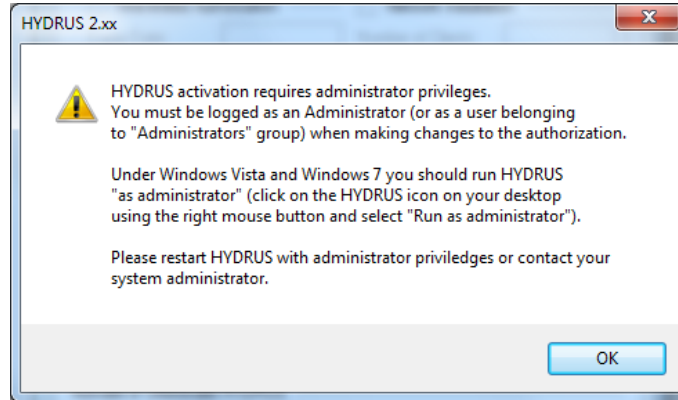 HYDRUS 2.xx
HYDRUS activation requires administrator privileges.
You must be logged as an Administrator (or as a user belonging
to "Administrators" group) when making changes to the authorization.
Under Windows Vista and Windows 7 you should run HYDRUS
"as administrator" (click on the HYDRUS icon on your desktop
using the right mouse button and select "Run as administrator").
Please restart HYDRUS with administrator priviledges or contact your
system administrator.
OK